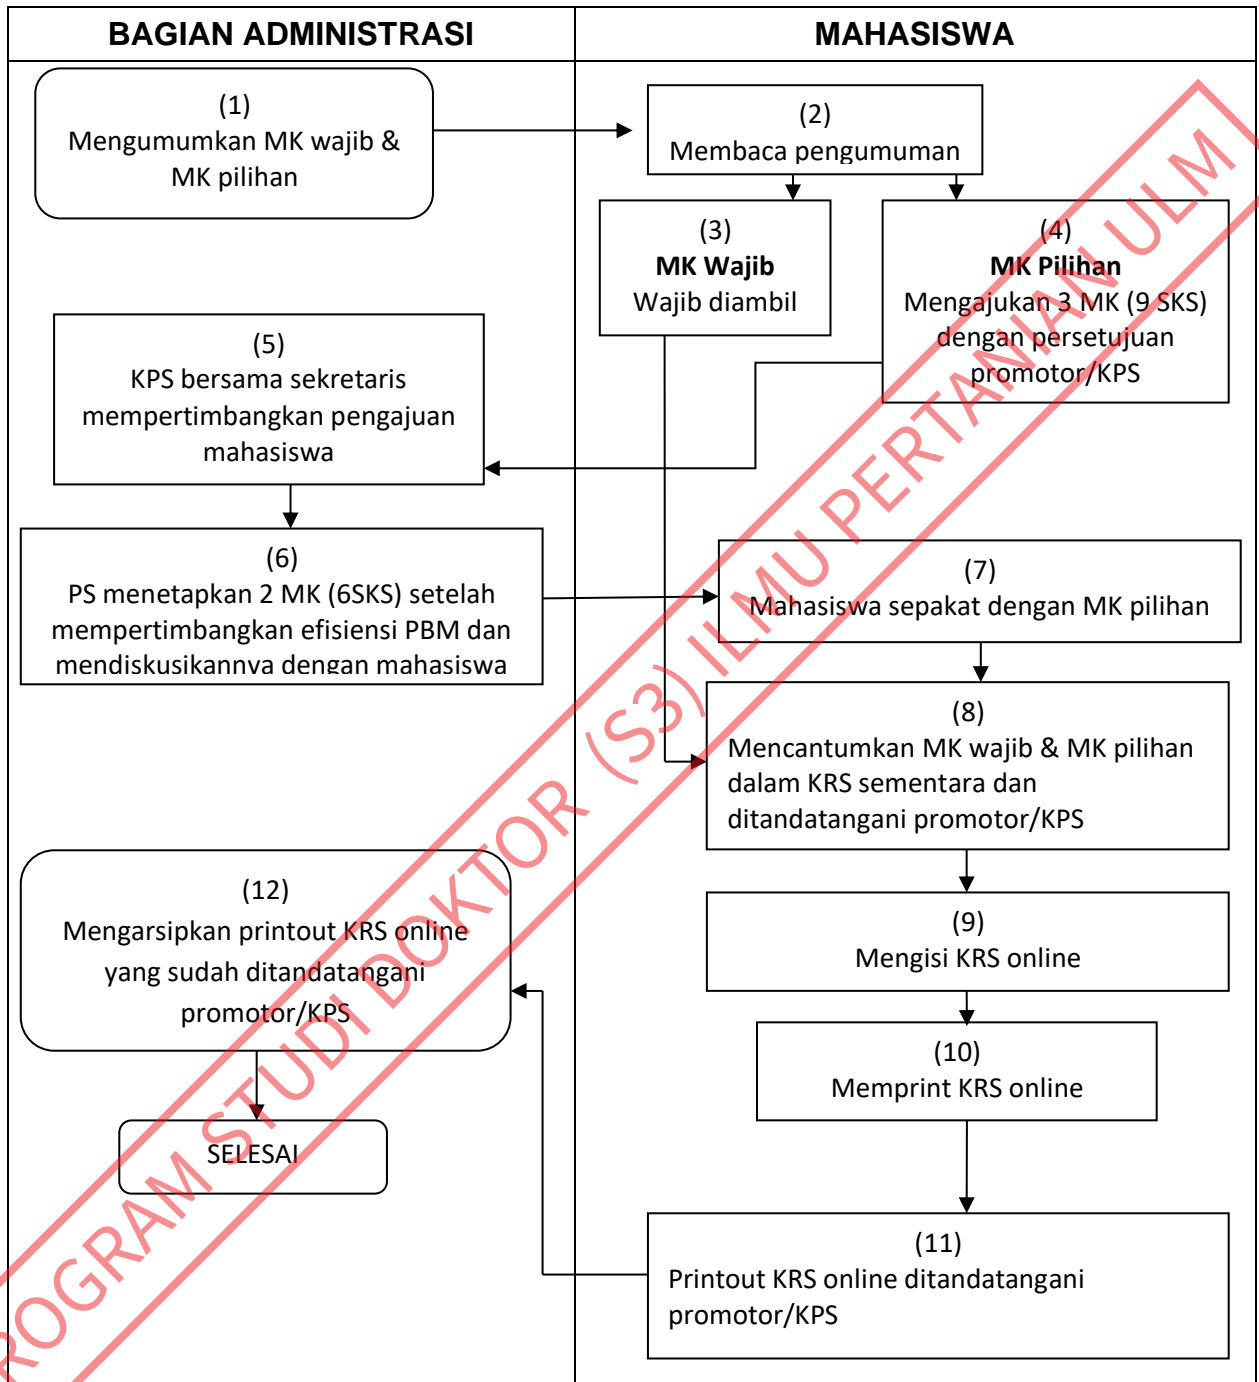 BAGIAN ADMINISTRASI
MAHASISWA
(1)
Mengumumkan MK wajib &
MK pilihan
(2)
Membaca pengumuman
(3)
MK Wajib
Wajib diambil
(4)
MK Pilihan
Mengajukan 3 MK (9 SKS)
dengan persetujuan
promotor/KPS
(5)
KPS bersama sekretaris
mempertimbangkan pengajuan
mahasiswa
(6)
PS menetapkan 2 MK (6SKS) setelah
mempertimbangkan efisiensi PBM dan
mendiskusikannya dengan mahasiswa
(7)
Mahasiswa sepakat dengan MK pilihan
(8)
Mencantumkan MK wajib & MK pilihan
dalam KRS sementara dan
ditandatangani promotor/KPS
(9)
Mengisi KRS online
(10)
Memprint KRS online
(11)
Printout KRS online ditandatangani
promotor/KPS
(12)
Mengarsipkan printout KRS online
yang sudah ditandatangani
promotor/KPS
SELESAI
PROGRAM STUDI DOKTOR (S3) ILMU PERTANIAN ULM